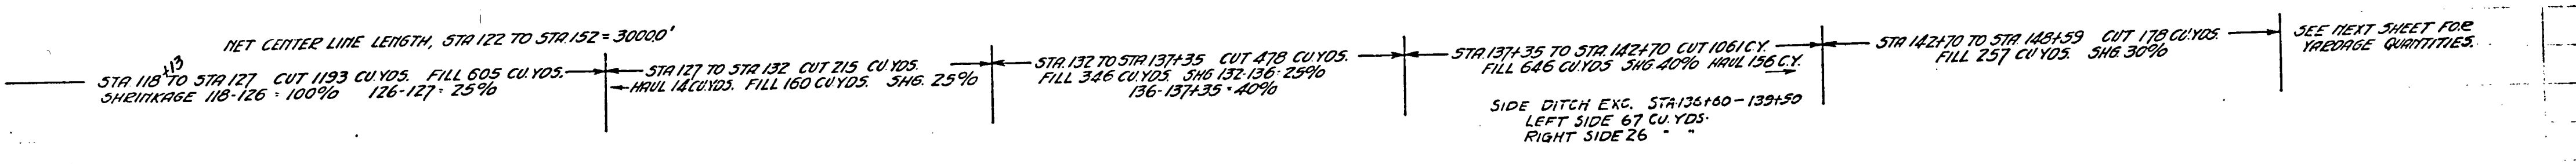 NET CENTER LINE LENGTH, STA 122 TO STA. 152 = 3000.0'
STA. 118+13 TO STA 127 CUT 1193 CU.YDS. FILL 605 CU.YDS.
SHRINKAGE 118-126 = 100% 126-127 = 25%
STA 127 TO STA 132 CUT 215 CU.YDS.
HAUL 14 CU.YDS. FILL 160 CU.YDS. SHG. 25%
STA. 132 TO STA 137+35 CUT 478 CU.YDS.
FILL 346 CU.YDS. SHG 132-136 = 25%
136-137+35 = 40%
STA. 137+35 TO STA. 142+70 CUT 1061 C.Y.
FILL 646 CU.YDS SHG 40% HAUL 156 C.Y.
SIDE DITCH EXC. STA. 136+60 - 139+50
LEFT SIDE 67 CU. YDS.
RIGHT SIDE 26 " "
STA 142+70 TO STA. 148+59 CUT 178 CU.YDS.
FILL 257 CU YDS. SHG. 30%
SEE NEXT SHEET FOR
YARDAGE QUANTITIES.